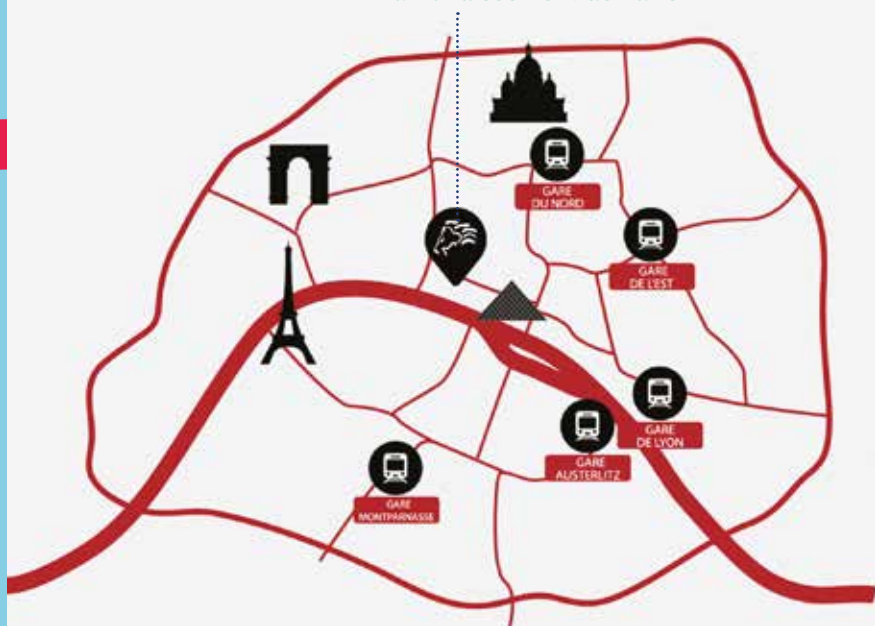 GARE
DU NORD
GARE
DE L'EST
GARE
DE LYON
GARE
AUSTERLITZ
GARE
MONTPARNASSE